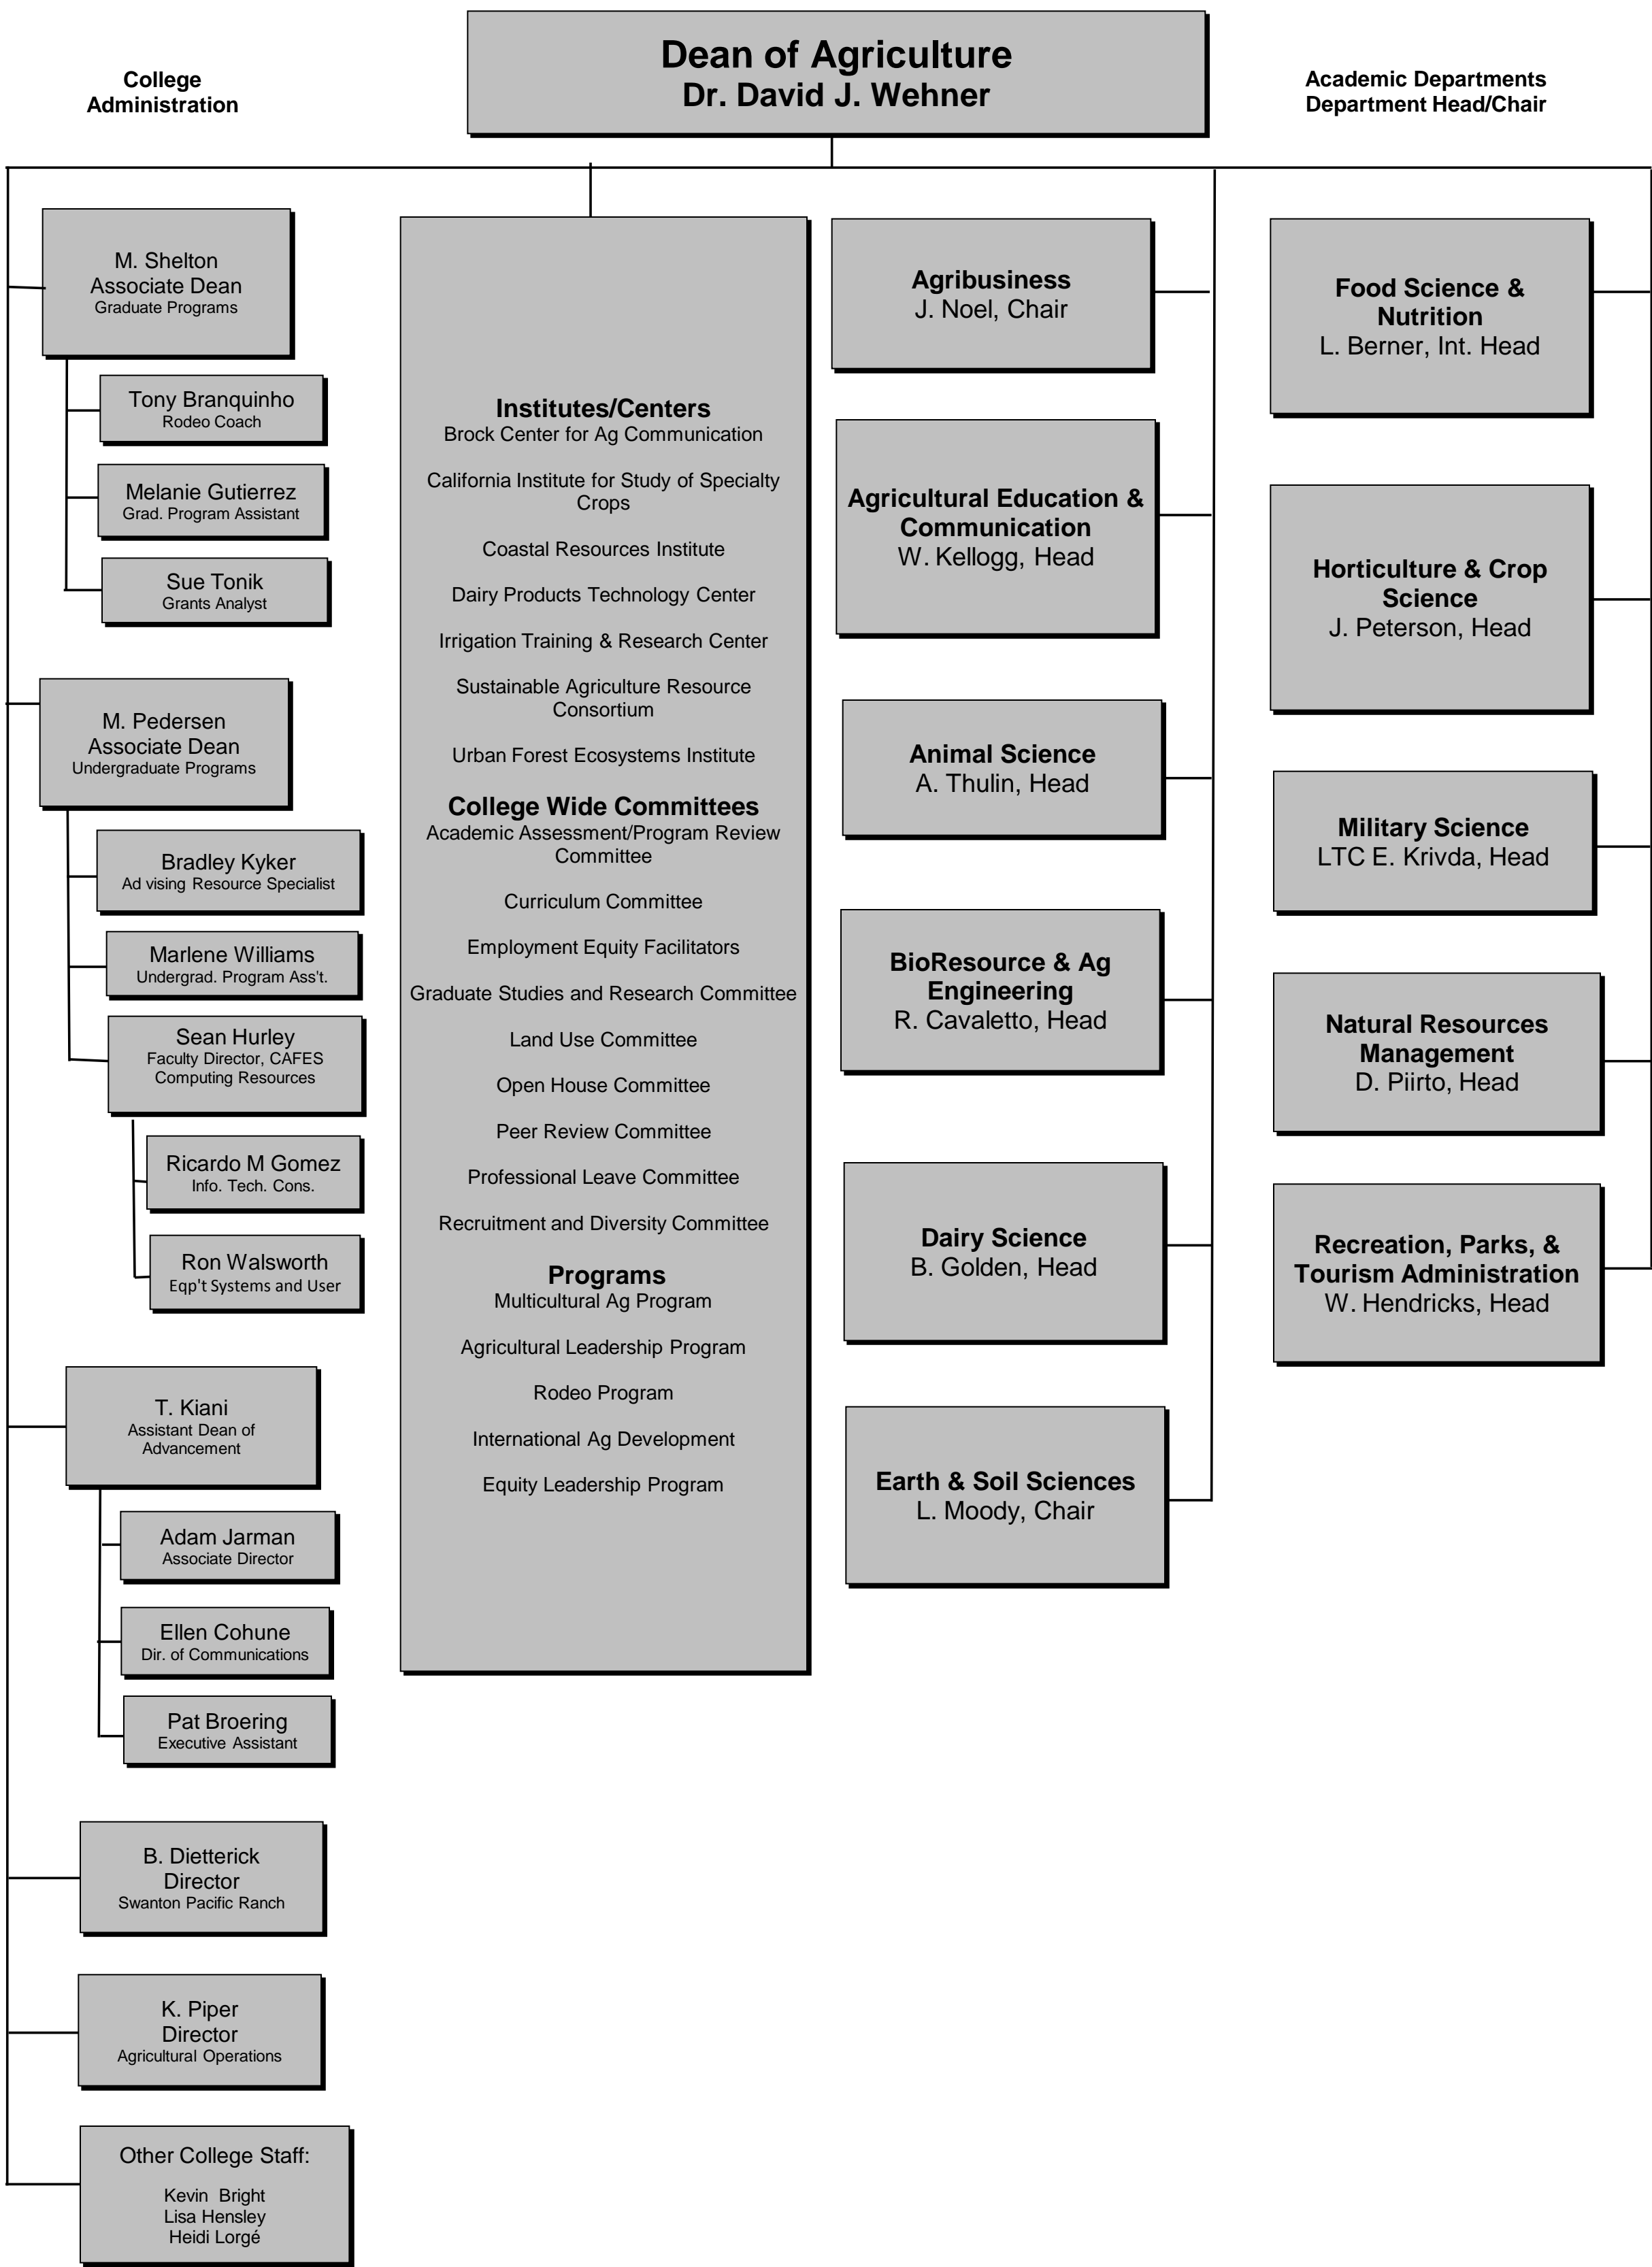 Dean of Agriculture
Dr. David J. Wehner
College
Administration
Academic Departments
Department Head/Chair
M. Shelton
Associate Dean
Graduate Programs
Tony Branquinho
Rodeo Coach
Melanie Gutierrez
Grad. Program Assistant
Sue Tonik
Grants Analyst
M. Pedersen
Associate Dean
Undergraduate Programs
Bradley Kyker
Ad vising Resource Specialist
Marlene Williams
Undergrad. Program Ass't.
Sean Hurley
Faculty Director, CAFES
Computing Resources
Ricardo M Gomez
Info. Tech. Cons.
Ron Walsworth
Eqp't Systems and User
T. Kiani
Assistant Dean of
Advancement
Adam Jarman
Associate Director
Ellen Cohune
Dir. of Communications
Pat Broering
Executive Assistant
B. Dietterick
Director
Swanton Pacific Ranch
K. Piper
Director
Agricultural Operations
Other College Staff:
Kevin Bright
Lisa Hensley
Heidi Lorgé
Institutes/Centers
Brock Center for Ag Communication
California Institute for Study of Specialty
Crops
Coastal Resources Institute
Dairy Products Technology Center
Irrigation Training & Research Center
Sustainable Agriculture Resource
Consortium
Urban Forest Ecosystems Institute
College Wide Committees
Academic Assessment/Program Review
Committee
Curriculum Committee
Employment Equity Facilitators
Graduate Studies and Research Committee
Land Use Committee
Open House Committee
Peer Review Committee
Professional Leave Committee
Recruitment and Diversity Committee
Programs
Multicultural Ag Program
Agricultural Leadership Program
Rodeo Program
International Ag Development
Equity Leadership Program
Agribusiness
J. Noel, Chair
Agricultural Education &
Communication
W. Kellogg, Head
Animal Science
A. Thulin, Head
BioResource & Ag
Engineering
R. Cavaletto, Head
Dairy Science
B. Golden, Head
Earth & Soil Sciences
L. Moody, Chair
Food Science &
Nutrition
L. Berner, Int. Head
Horticulture & Crop
Science
J. Peterson, Head
Military Science
LTC E. Krivda, Head
Natural Resources
Management
D. Piirto, Head
Recreation, Parks, &
Tourism Administration
W. Hendricks, Head